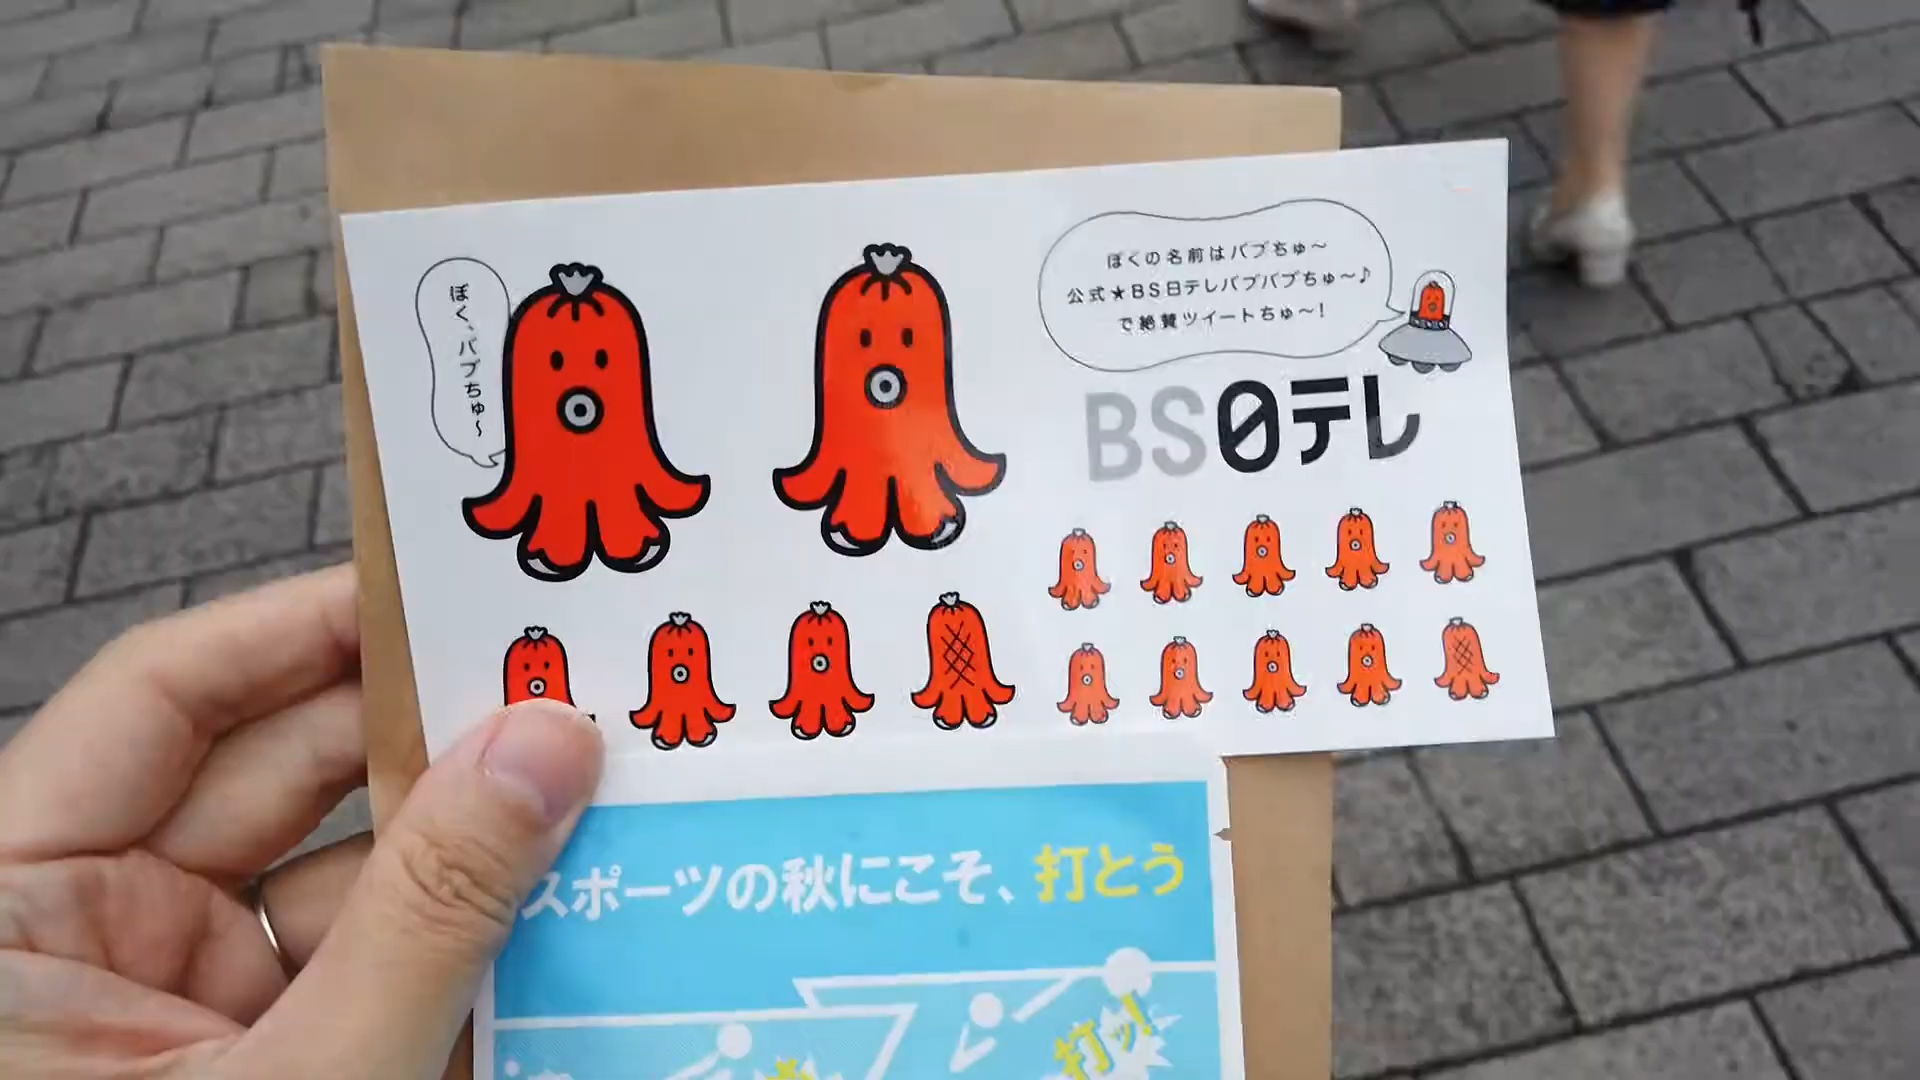 ぼく、バブちゅ〜
ぼくの名前はバブちゅ〜
公式★BS日テレバブバブちゅ〜♪
で絶賛ツイートちゅ〜!
BS日テレ
スポーツの秋にこそ、打とう
打ッ!